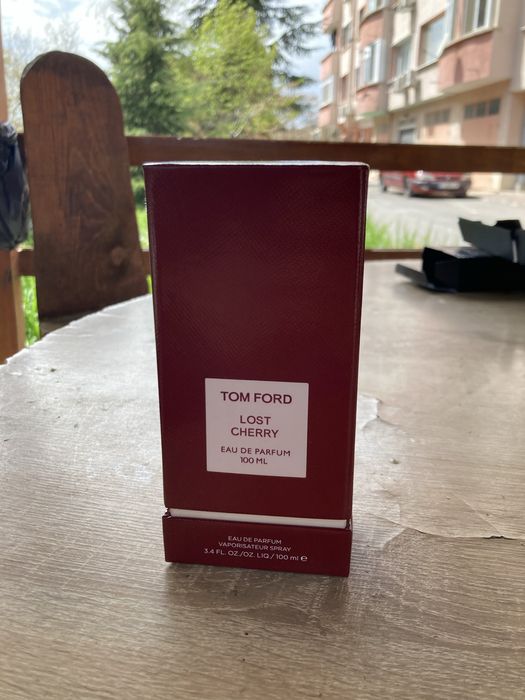 TOM FORD
LOST
CHERRY
EAU DE PARFUM
100 ML
EAU DE PARFUM
VAPORISATEUR SPRAY
3.4 FL. OZ./OZ. LIQ./100 ml e